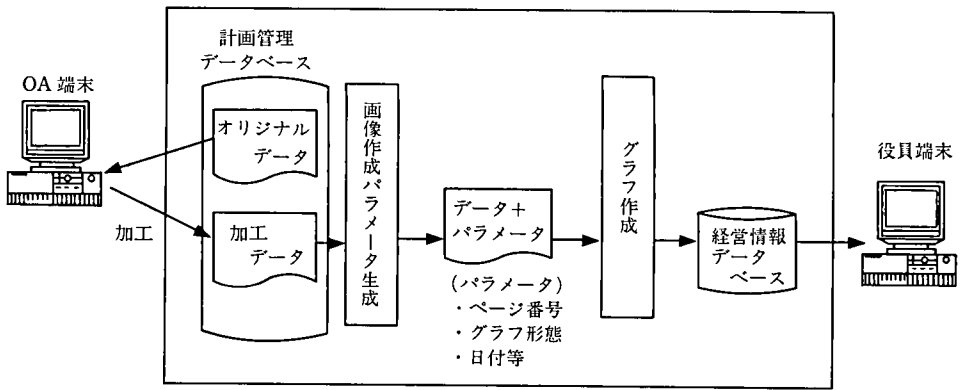 計画管理
データベース
OA 端末
オリジナル
データ
加工
加工
データ
画像作成パラメータ生成
データ+
パラメータ
(パラメータ)
・ページ番号
・グラフ形態
・日付等
グラフ作成
経営情報
データ
ベース
役員端末